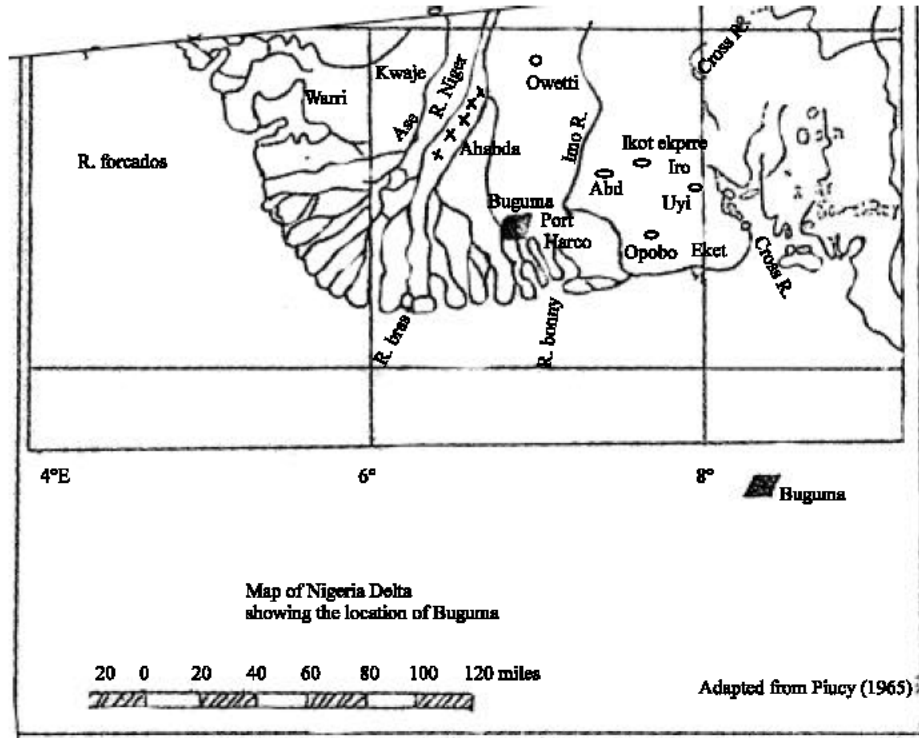 Cross Re.
Kwaje
R. Niger
Owetti
Warri
Ase
Imo R.
Ahabda
Ikot ekprre
R. forcados
Iro
Abd
Uyi
Buguma
Port
Harco
Opobo
Eket
Cross R.
R. bras
R. bonny
4°E
6°
8°
Buguma
Map of Nigeria Delta
showing the location of Buguma
20 0 20 40 60 80 100 120 miles
Adapted from Piucy (1965)